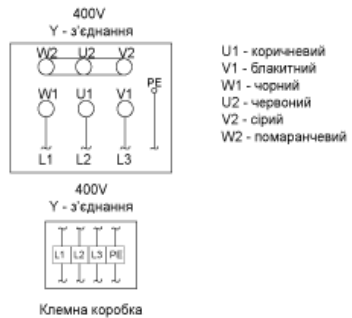 400V
Y - з'єднання
W2 U2 V2
PE
W1 U1 V1
L1 L2 L3
U1 - коричневий
V1 - блакитний
W1 - чорний
U2 - червоний
V2 - сірий
W2 - помаранчевий
400V
Y - з'єднання
L1 L2 L3 PE
Клемна коробка